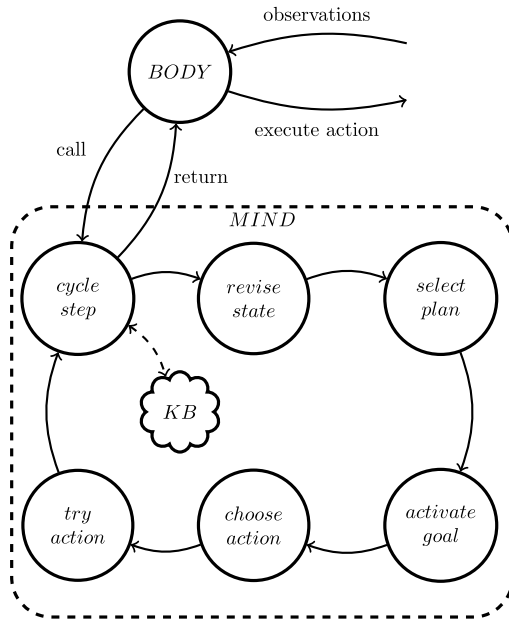 observations
BODY
execute action
call
return
MIND
cycle
step
revise
state
select
plan
KB
try
action
choose
action
activate
goal